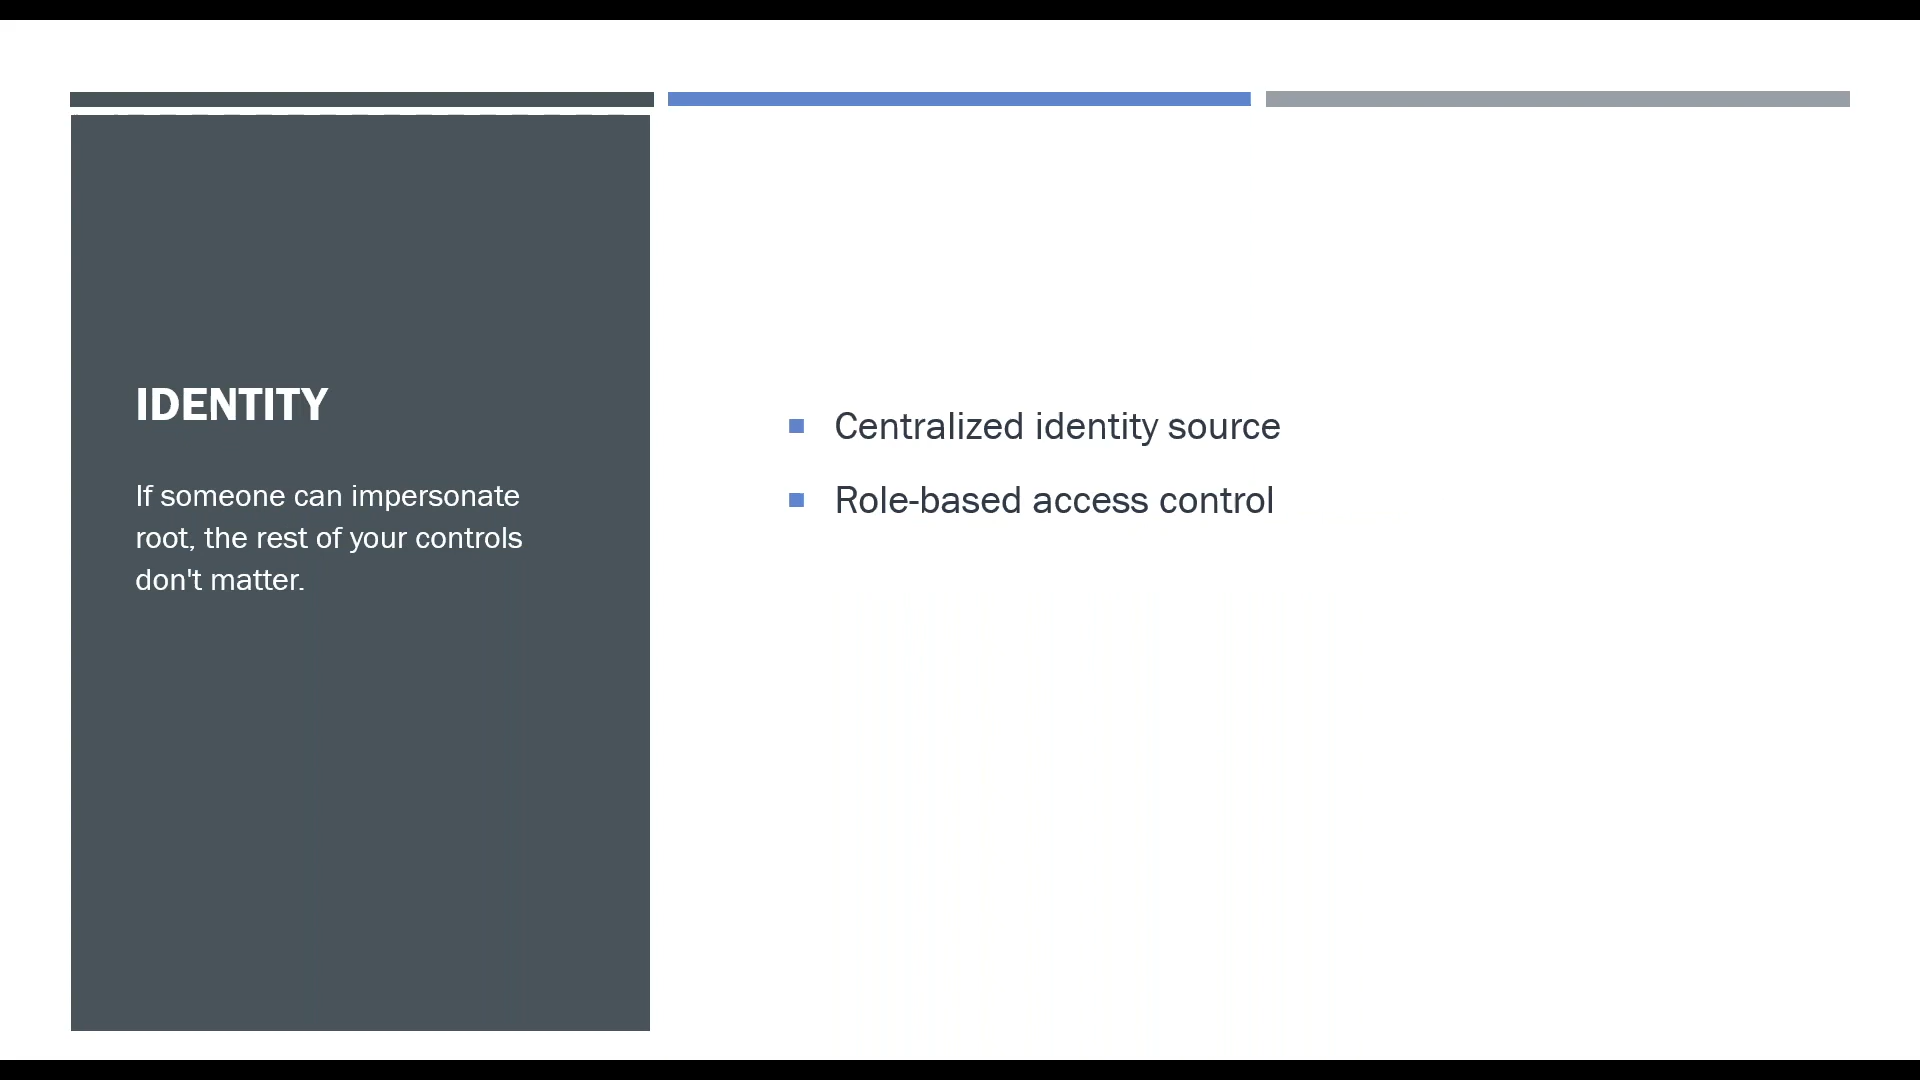 IDENTITY
If someone can impersonate
root, the rest of your controls
don't matter.
Centralized identity source
Role-based access control